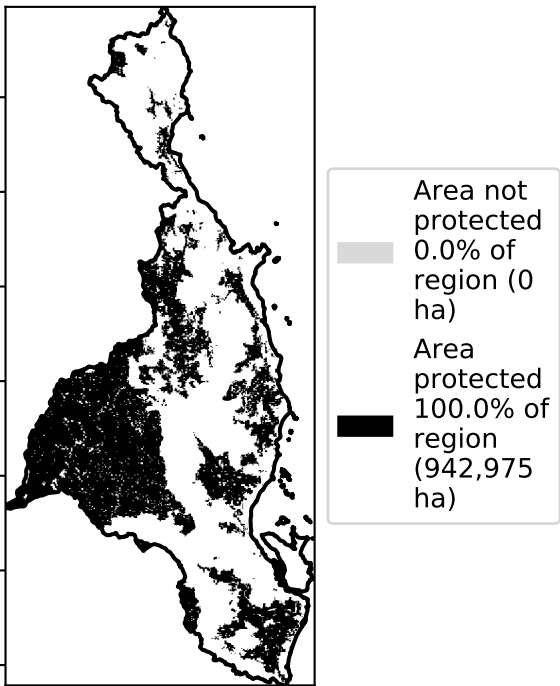 Area not
protected
0.0% of
region (0
ha)
Area
protected
100.0% of
region
(942,975
ha)